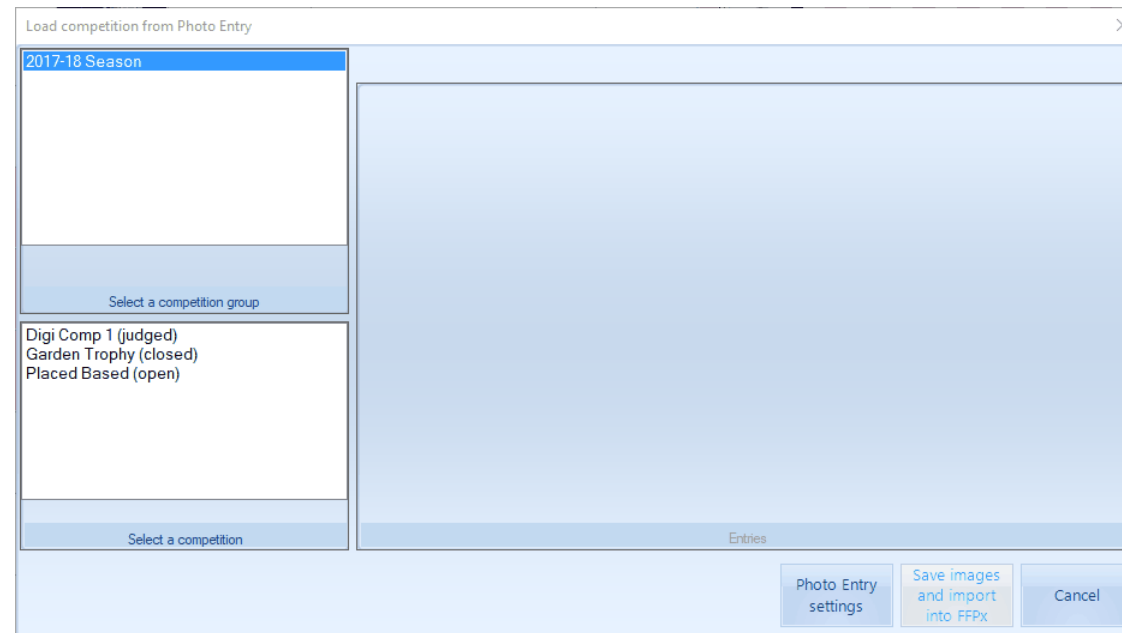 Load competition from Photo Entry
2017-18 Season
Select a competition group
Digi Comp 1 (judged)
Garden Trophy (closed)
Placed Based (open)
Select a competition
Entries
Photo Entry
settings
Save images
and import
into FFPx
Cancel